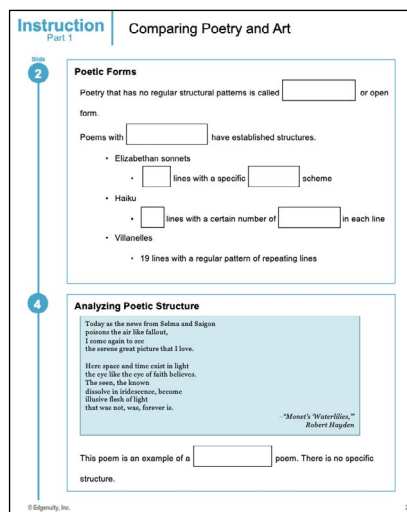 Instruction
Part 1
Comparing Poetry and Art
Slide
2
Poetic Forms
Poetry that has no regular structural patterns is called or open
form.
Poems with have established structures.
• Elizabethan sonnets
• lines with a specific scheme
• Haiku
• lines with a certain number of in each line
• Villanelles
• 19 lines with a regular pattern of repeating lines
4
Analyzing Poetic Structure
Today as the news from Selma and Saigon
poisons the air like fallout,
I come again to see
the serene great picture that I love.
Here space and time exist in light
the eye like the eye of faith believes.
The seen, the known
dissolve in iridescence, become
illusive flesh of light
that was not, was, forever is.
-"Monet's 'Waterlilies,'"
Robert Hayden
This poem is an example of a poem. There is no specific
structure.
© Edgenuity, Inc.
2